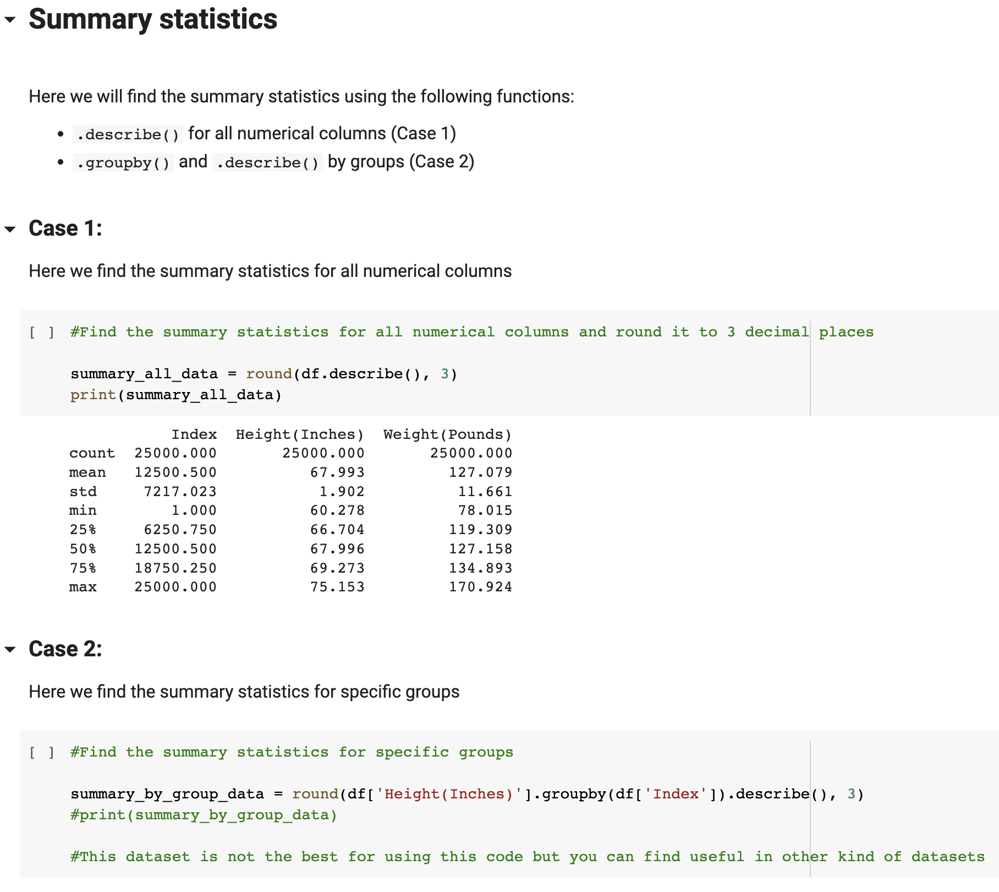 Summary statistics
Here we will find the summary statistics using the following functions:
• .describe() for all numerical columns (Case 1)
• .groupby() and .describe() by groups (Case 2)
Case 1:
Here we find the summary statistics for all numerical columns
[ ] #Find the summary statistics for all numerical columns and round it to 3 decimal places
summary_all_data = round(df.describe(), 3)
print(summary_all_data)
Index Height(Inches) Weight(Pounds)
count 25000.000 25000.000 25000.000
mean 12500.500 67.993 127.079
std 7217.023 1.902 11.661
min 1.000 60.278 78.015
25% 6250.750 66.704 119.309
50% 12500.500 67.996 127.158
75% 18750.250 69.273 134.893
max 25000.000 75.153 170.924
Case 2:
Here we find the summary statistics for specific groups
[ ] #Find the summary statistics for specific groups
summary_by_group_data = round(df['Height(Inches)'].groupby(df['Index']).describe(), 3)
#print(summary_by_group_data)
#This dataset is not the best for using this code but you can find useful in other kind of datasets